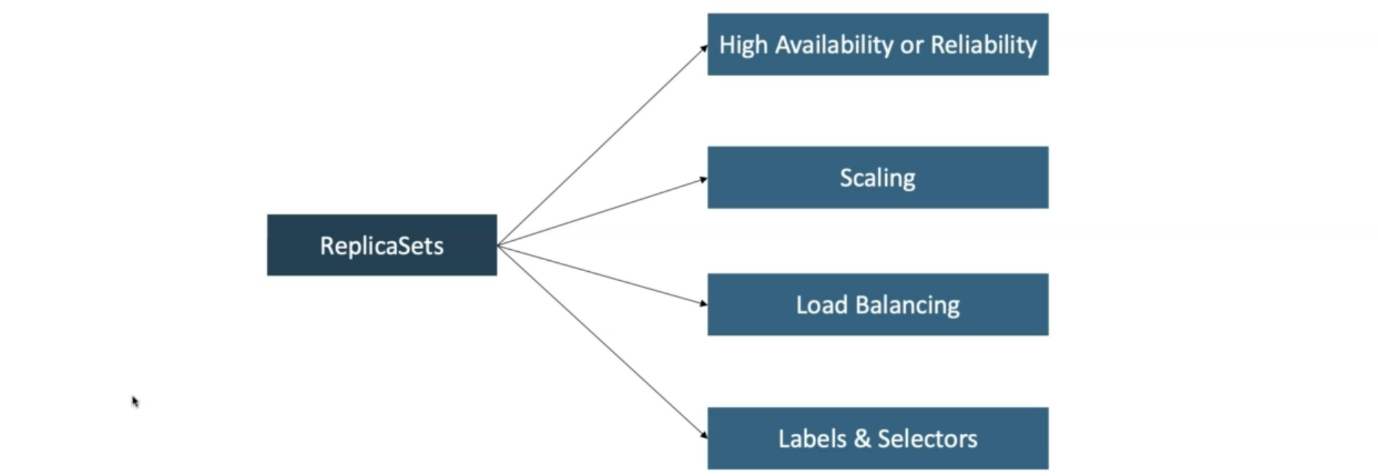 High Availability or Reliability
Scaling
ReplicaSets
Load Balancing
Labels & Selectors